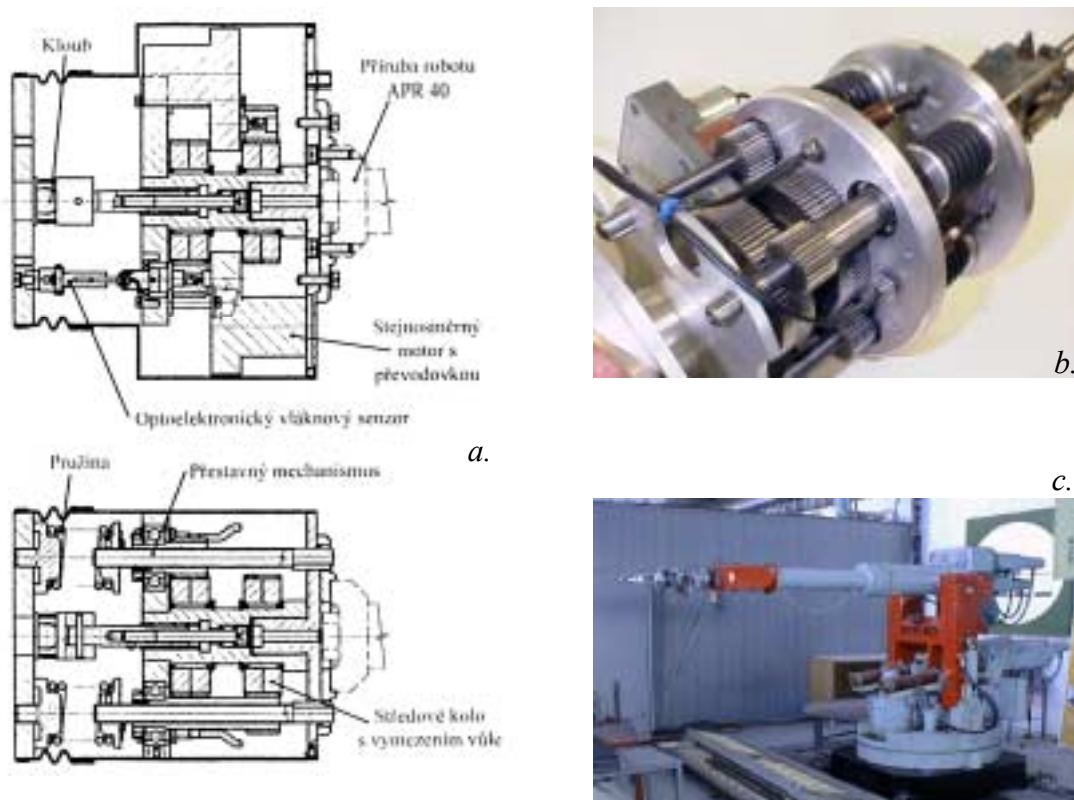 Kloub
Příruba robotu
APR 40
Stejnosměrný
motor s
převodovkou
Optoelektronický vláknový senzor
a.
Pružina
Přestavný mechanismus
Středové kolo
s vymezením vůle
b.
c.